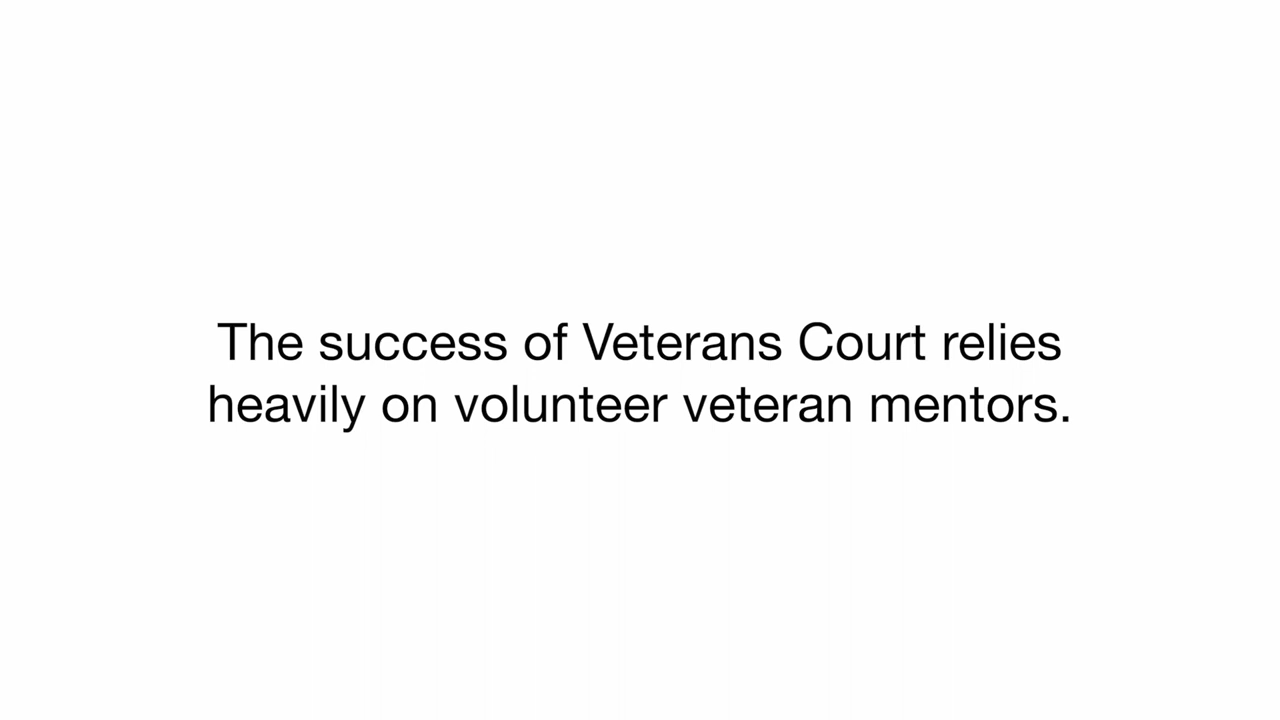 The success of Veterans Court relies
heavily on volunteer veteran mentors.